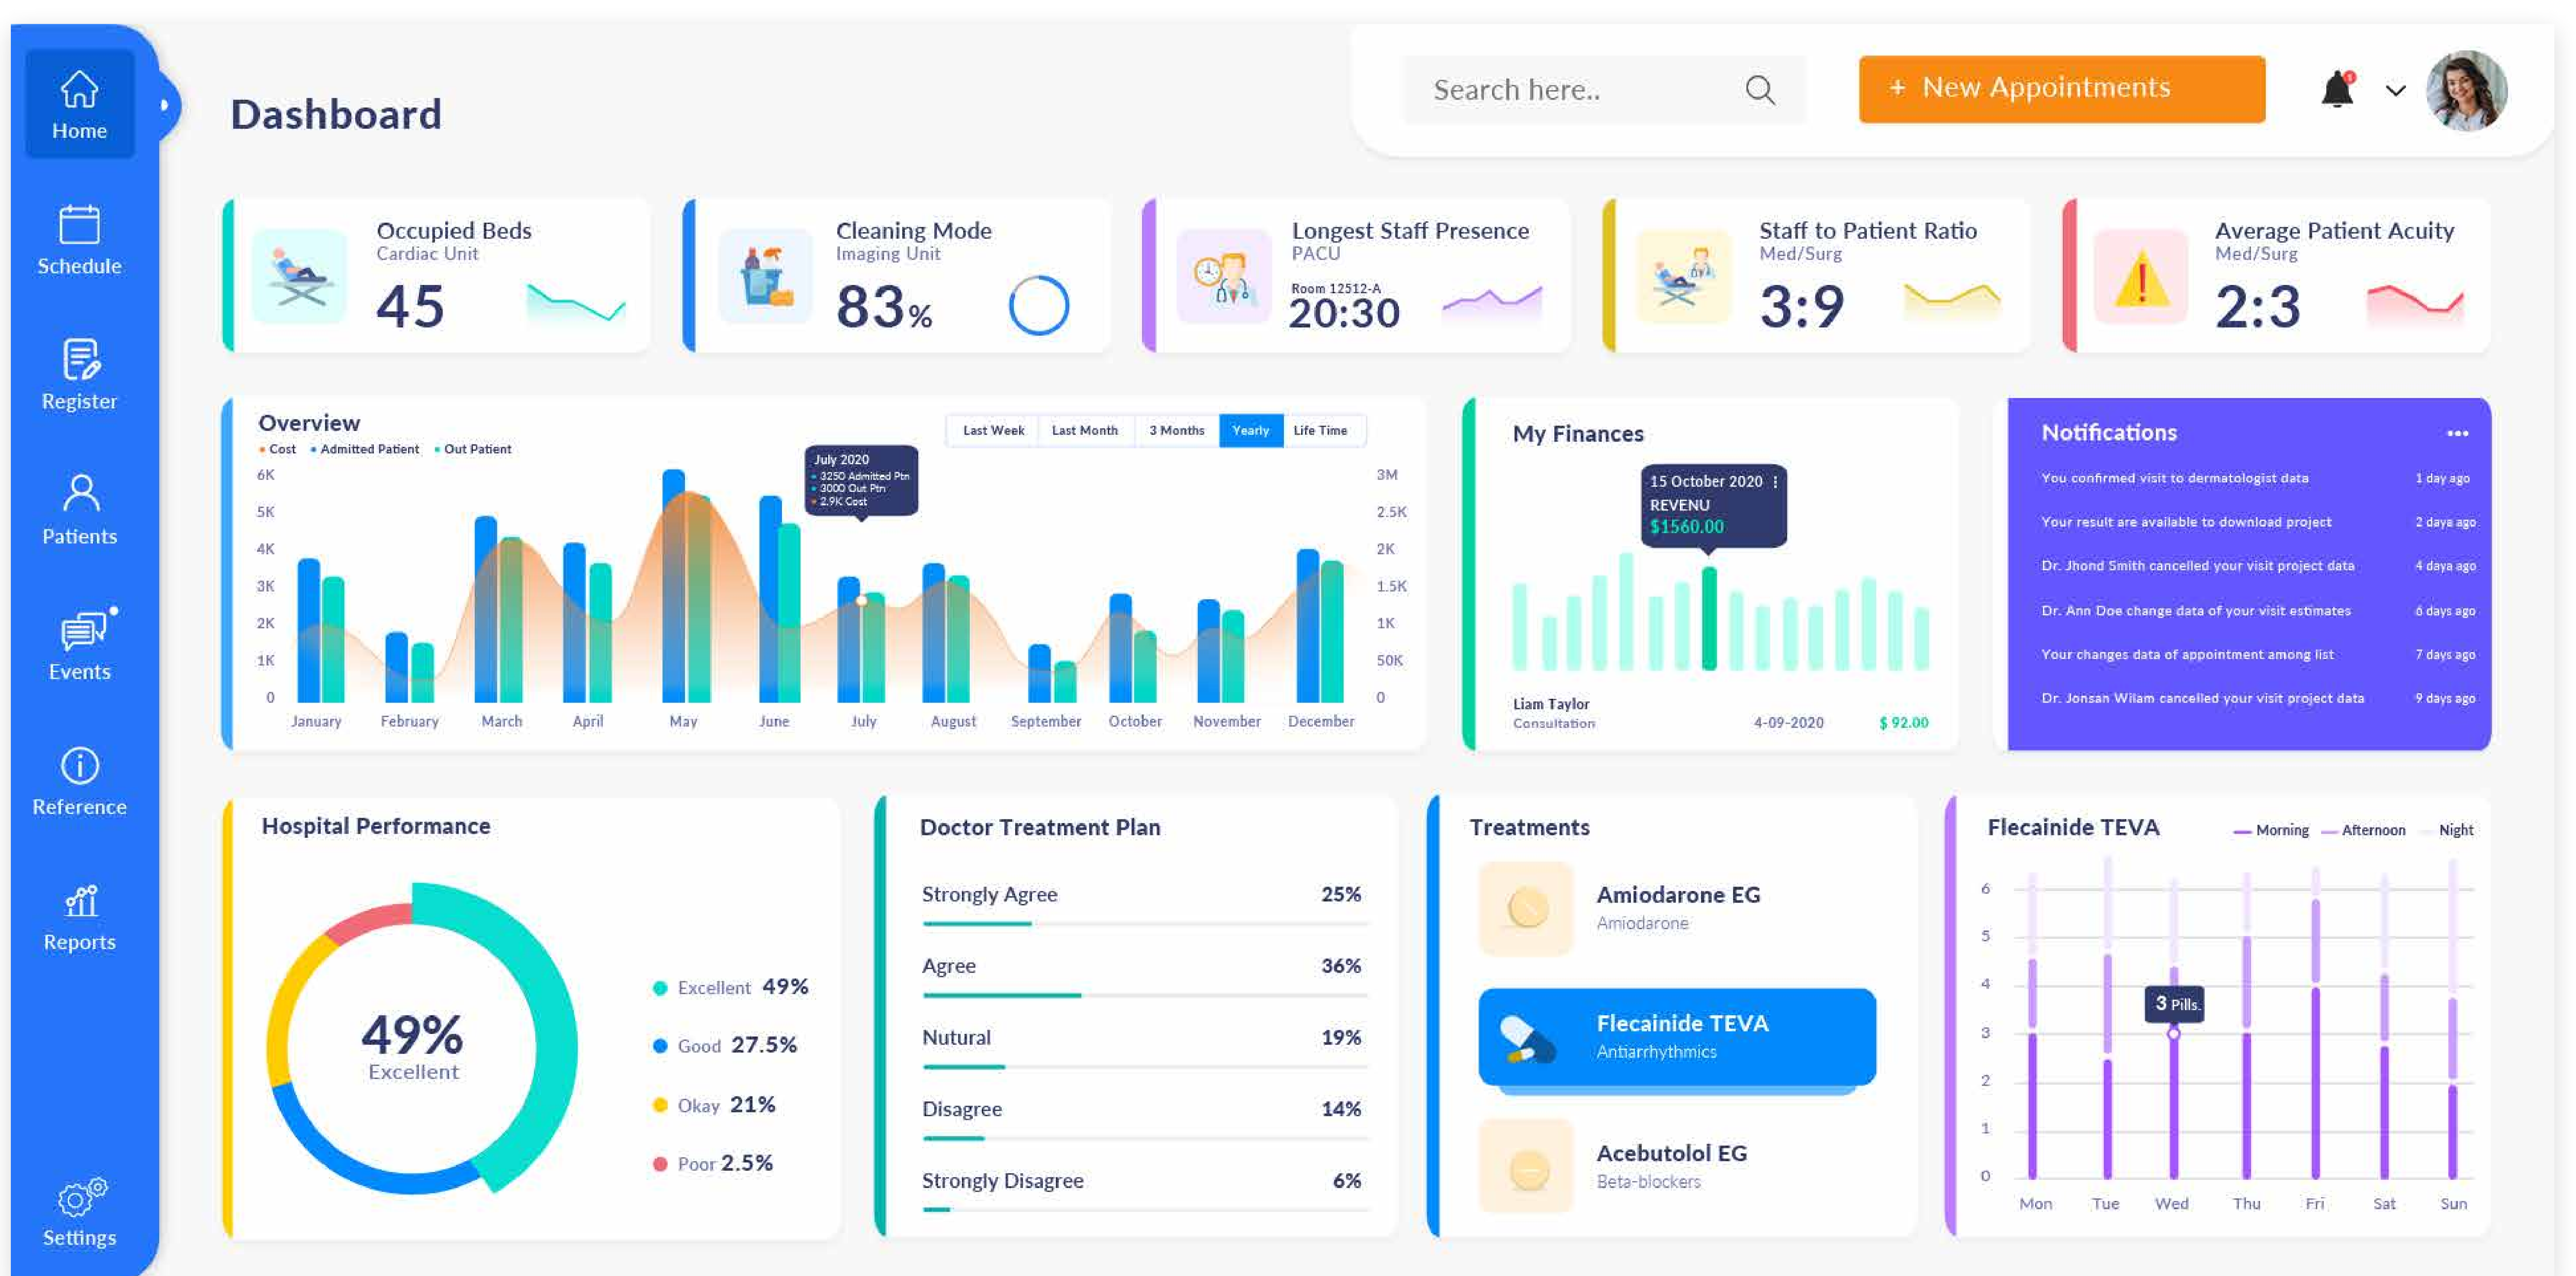 Home
Schedule
Register
Patients
Events
Reference
Reports
Settings
Dashboard
Search here..
+ New Appointments
Occupied Beds
Cardiac Unit
45
Cleaning Mode
Imaging Unit
83%
Longest Staff Presence
PACU
Room 12512-A
20:30
Staff to Patient Ratio
Med/Surg
3:9
Average Patient Acuity
Med/Surg
2:3
Overview
Cost Admitted Patient Out Patient
Last Week Last Month 3 Months Yearly Life Time
July 2020
3250 Admitted Ptn
3000 Out Ptn
2.9K Cost
6K
5K
4K
3K
2K
1K
0
3M
2.5K
2K
1.5K
1K
50K
0
January February March April May June July August September October November December
My Finances
15 October 2020
REVENU
$1560.00
Liam Taylor
Consultation 4-09-2020 $ 92.00
Notifications
You confirmed visit to dermatologist data 1 day ago
Your result are available to download project 2 days ago
Dr. Jhond Smith cancelled your visit project data 4 days ago
Dr. Ann Doe change data of your visit estimates 6 days ago
Your changes data of appointment among list 7 days ago
Dr. Jonsan Wilam cancelled your visit project data 9 days ago
Hospital Performance
49%
Excellent
Excellent 49%
Good 27.5%
Okay 21%
Poor 2.5%
Doctor Treatment Plan
Strongly Agree 25%
Agree 36%
Nutural 19%
Disagree 14%
Strongly Disagree 6%
Treatments
Amiodarone EG
Amiodarone
Flecainide TEVA
Antiarrhythmics
Acebutolol EG
Beta-blockers
Flecainide TEVA
Morning Afternoon Night
6
5
4
3 Pills.
3
2
1
0
Mon Tue Wed Thu Fri Sat Sun